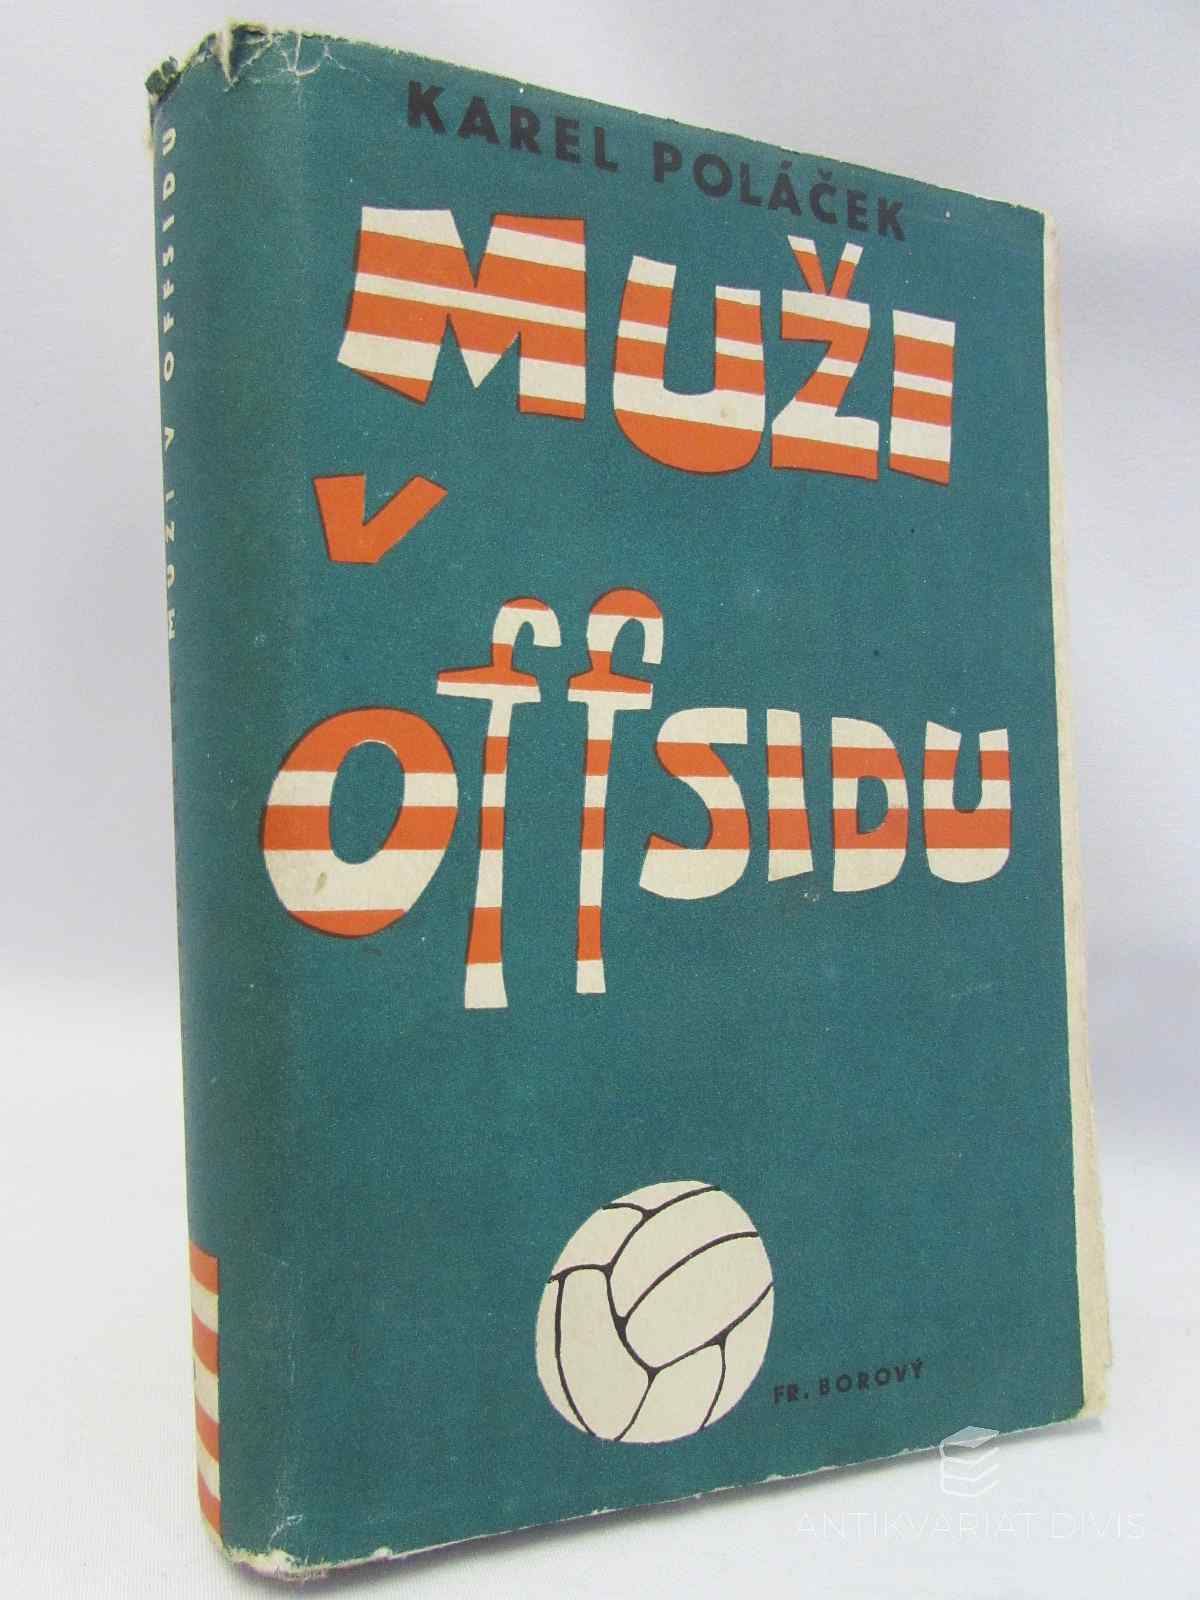 KAREL POLÁČEK
MUŽI
v
OffSIDU
FR. BOROVÝ
MUŽI V OFFSIDU
ANTIKVARIAT DIVIS